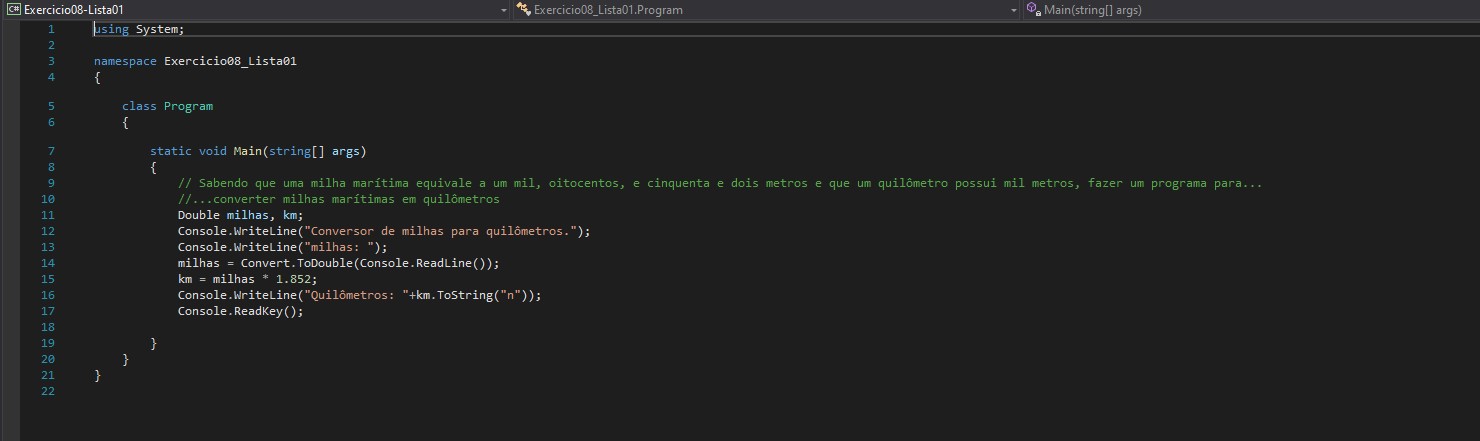 C# Exercicio08-Lista01 Exercicio08_Lista01.Program Main(string[] args)
1 using System;
2
3 namespace Exercicio08_Lista01
4 {
5 class Program
6 {
7 static void Main(string[] args)
8 {
9 // Sabendo que uma milha marítima equivale a um mil, oitocentos, e cinquenta e dois metros e que um quilômetro possui mil metros, fazer um programa para...
10 //...converter milhas marítimas em quilômetros
11 Double milhas, km;
12 Console.WriteLine("Conversor de milhas para quilômetros.");
13 Console.WriteLine("milhas: ");
14 milhas = Convert.ToDouble(Console.ReadLine());
15 km = milhas * 1.852;
16 Console.WriteLine("Quilômetros: "+km.ToString("n"));
17 Console.ReadKey();
18
19 }
20 }
21 }
22